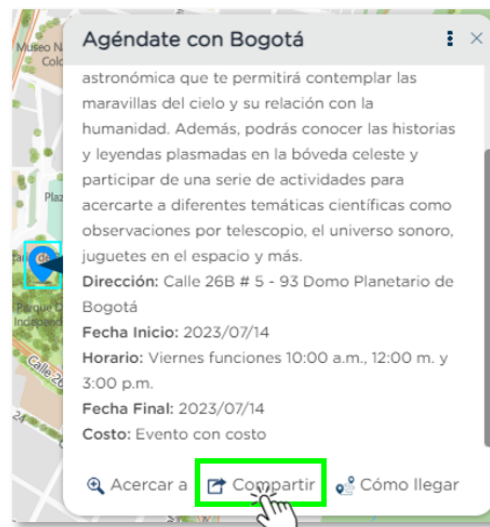 Agéndate con Bogotá
astronómica que te permitirá contemplar las
maravillas del cielo y su relación con la
humanidad. Además, podrás conocer las historias
y leyendas plasmadas en la bóveda celeste y
participar de una serie de actividades para
acercarte a diferentes temáticas científicas como
observaciones por telescopio, el universo sonoro,
juguetes en el espacio y más.
Dirección: Calle 26B # 5 - 93 Domo Planetario de
Bogotá
Fecha Inicio: 2023/07/14
Horario: Viernes funciones 10:00 a.m., 12:00 m. y
3:00 p.m.
Fecha Final: 2023/07/14
Costo: Evento con costo
Acercar a Compartir Cómo llegar
Museo N
Colo
Plaz
Parque D
Independ
Calle 26
24